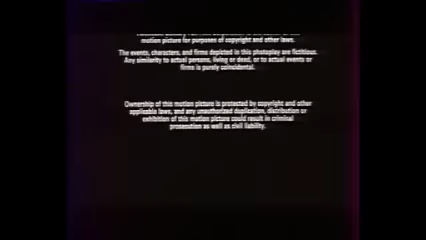 motion picture for purposes of copyright and other laws.
The events, characters, and firms depicted in this photoplay are fictitious.
Any similarity to actual persons, living or dead, or to actual events or
firms is purely coincidental.
Ownership of this motion picture is protected by copyright and other
applicable laws, and any unauthorized duplication, distribution or
exhibition of this motion picture could result in criminal
prosecution as well as civil liability.